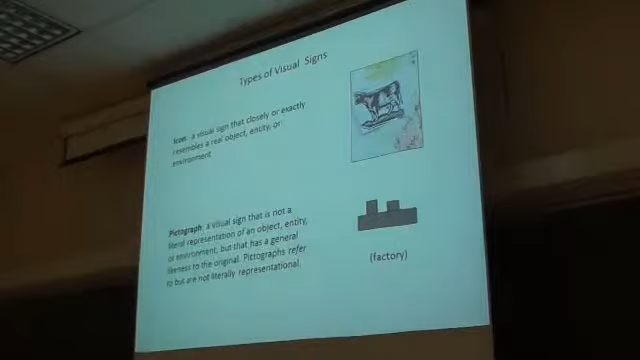 Types of Visual Signs
Icon: a visual sign that closely or exactly
resembles a real object, entity, or
environment
Pictograph: a visual sign that is not a
literal representation of an object, entity,
or environment, but that has a general
likeness to the original. Pictographs refer
to but are not literally representational.
(factory)